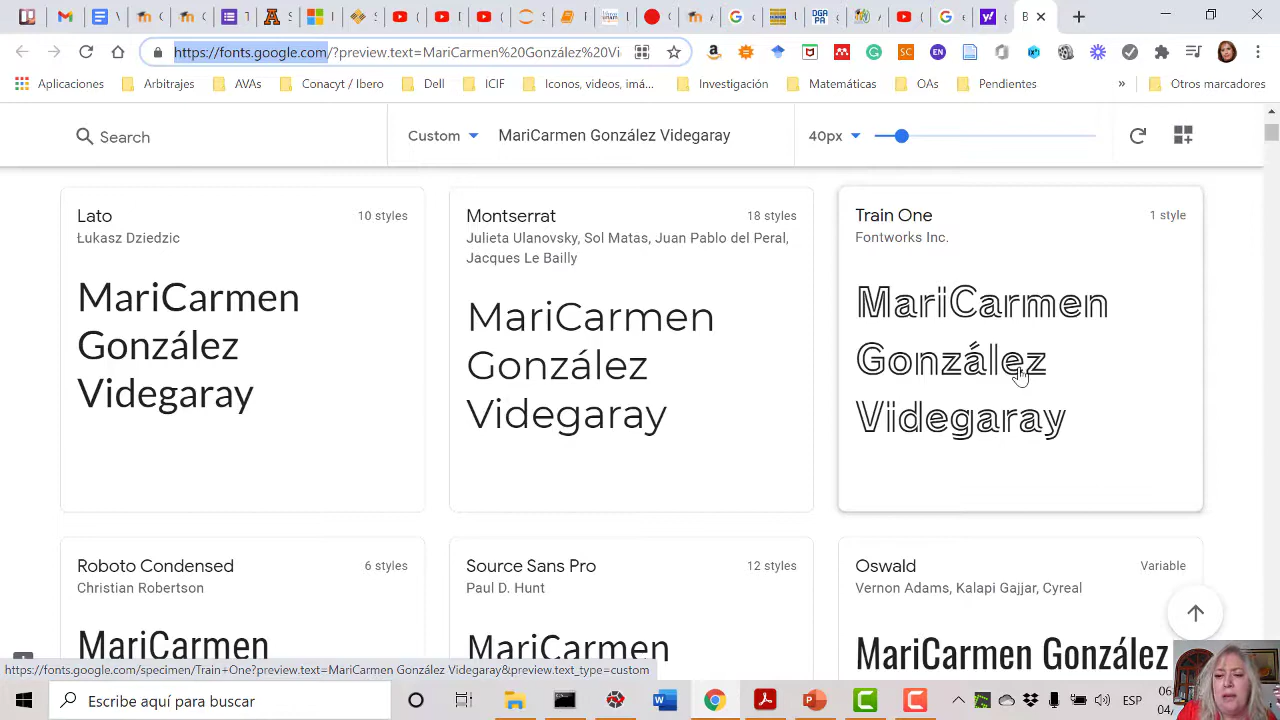 https://fonts.google.com/?preview.text=MariCarmen%20González%20Vi
Aplicaciones Arbitrajes AVAs Conacyt / Ibero Dell ICIF Iconos, videos, imá... Investigación Matemáticas OAs Pendientes » Otros marcadores
Search Custom MariCarmen González Videgaray 40px
Lato 10 styles
Łukasz Dziedzic
MariCarmen
González
Videgaray
Montserrat 18 styles
Julieta Ulanovsky, Sol Matas, Juan Pablo del Peral,
Jacques Le Bailly
MariCarmen
González
Videgaray
Train One 1 style
Fontworks Inc.
MariCarmen
González
Videgaray
Roboto Condensed 6 styles
Christian Robertson
MariCarmen
Source Sans Pro 12 styles
Paul D. Hunt
MariCarmen
Oswald Variable
Vernon Adams, Kalapi Gajjar, Cyreal
MariCarmen González
https://fonts.google.com/specimen/Train+One?preview.text=MariCarmen González Videgaray&preview.text_type=custom
Escribe aquí para buscar
ESP